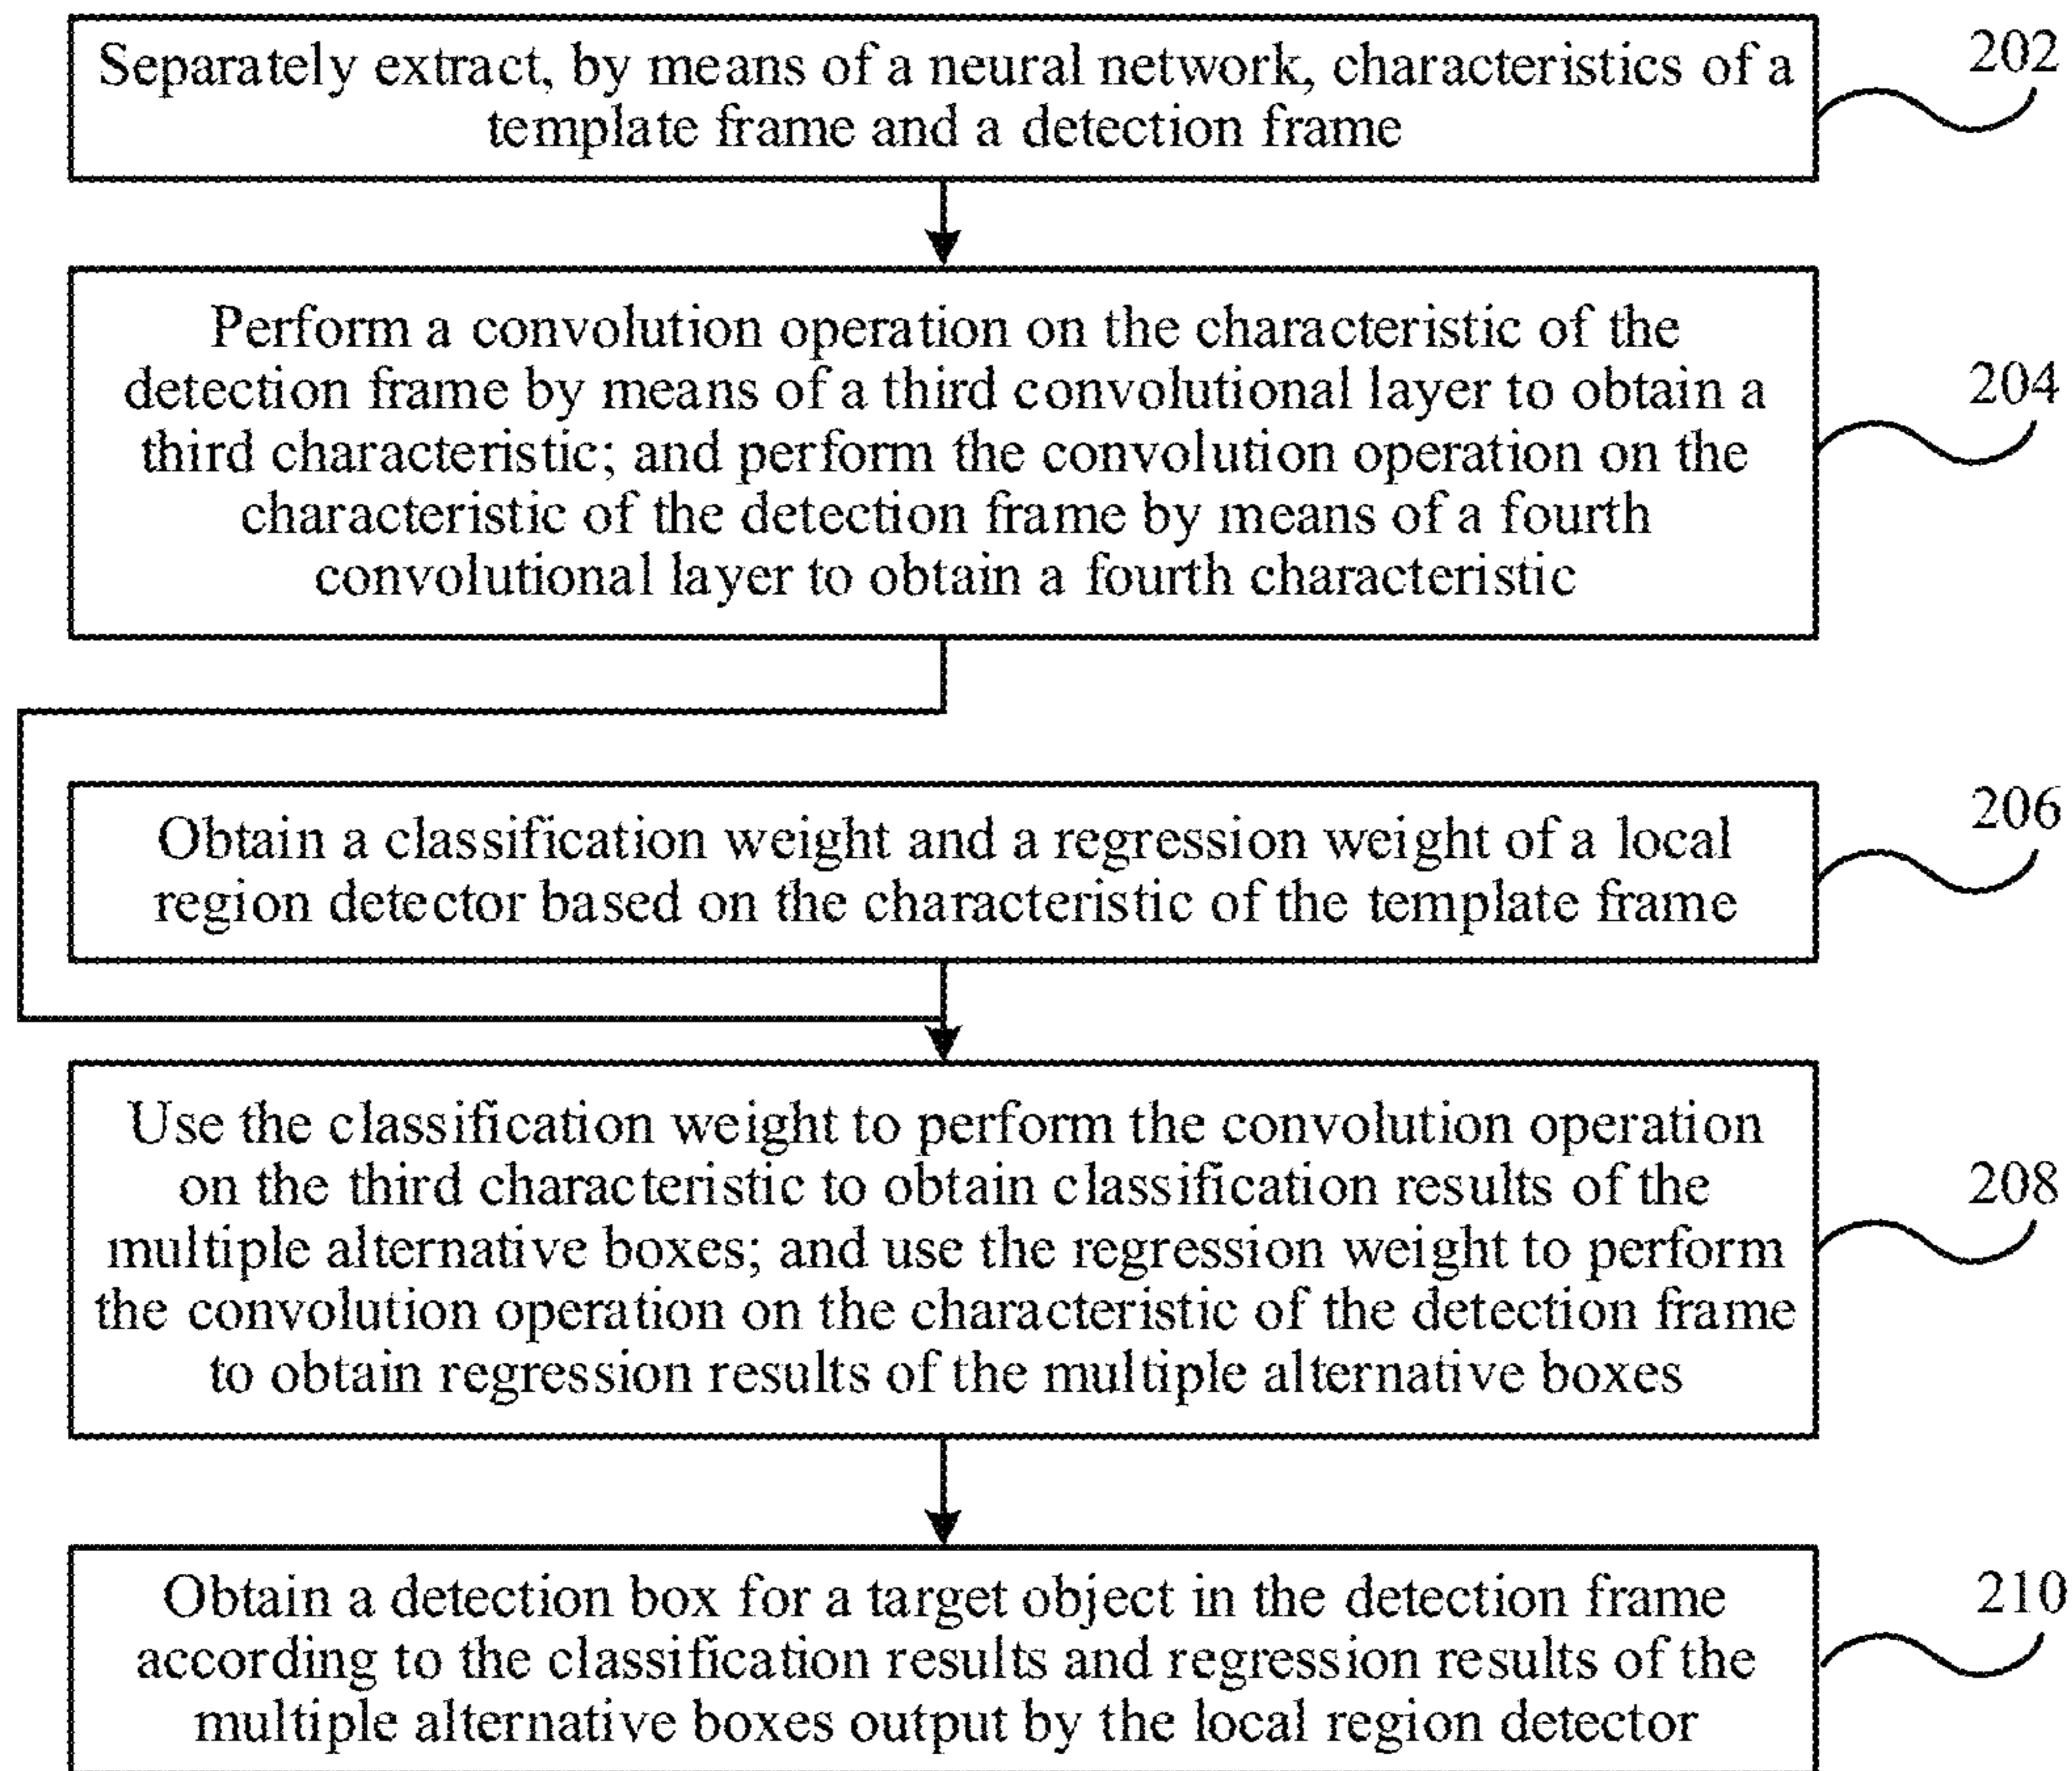 Separately extract, by means of a neural network, characteristics of a
template frame and a detection frame
202
Perform a convolution operation on the characteristic of the
detection frame by means of a third convolutional layer to obtain a
third characteristic; and perform the convolution operation on the
characteristic of the detection frame by means of a fourth
convolutional layer to obtain a fourth characteristic
204
Obtain a classification weight and a regression weight of a local
region detector based on the characteristic of the template frame
206
Use the classification weight to perform the convolution operation
on the third characteristic to obtain classification results of the
multiple alternative boxes; and use the regression weight to perform
the convolution operation on the characteristic of the detection frame
to obtain regression results of the multiple alternative boxes
208
Obtain a detection box for a target object in the detection frame
according to the classification results and regression results of the
multiple alternative boxes output by the local region detector
210